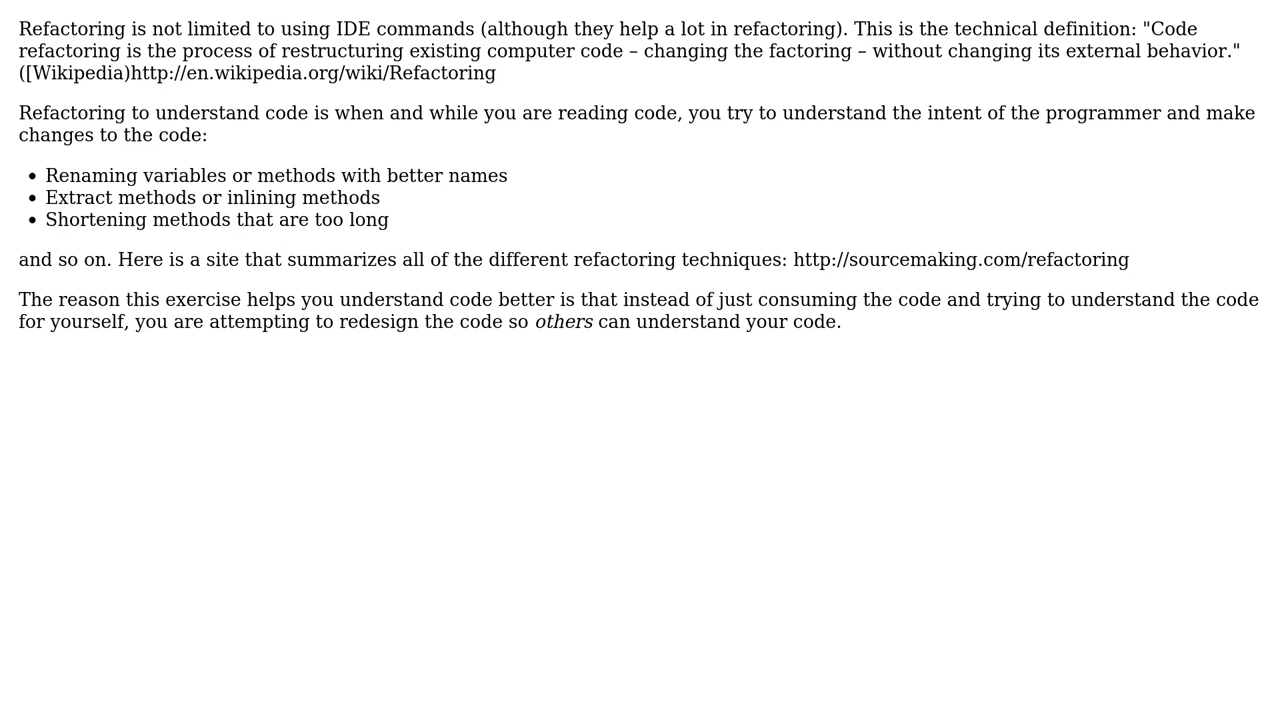 Refactoring is not limited to using IDE commands (although they help a lot in refactoring). This is the technical definition: "Code
refactoring is the process of restructuring existing computer code – changing the factoring – without changing its external behavior."
([Wikipedia)http://en.wikipedia.org/wiki/Refactoring
Refactoring to understand code is when and while you are reading code, you try to understand the intent of the programmer and make
changes to the code:
• Renaming variables or methods with better names
• Extract methods or inlining methods
• Shortening methods that are too long
and so on. Here is a site that summarizes all of the different refactoring techniques: http://sourcemaking.com/refactoring
The reason this exercise helps you understand code better is that instead of just consuming the code and trying to understand the code
for yourself, you are attempting to redesign the code so others can understand your code.